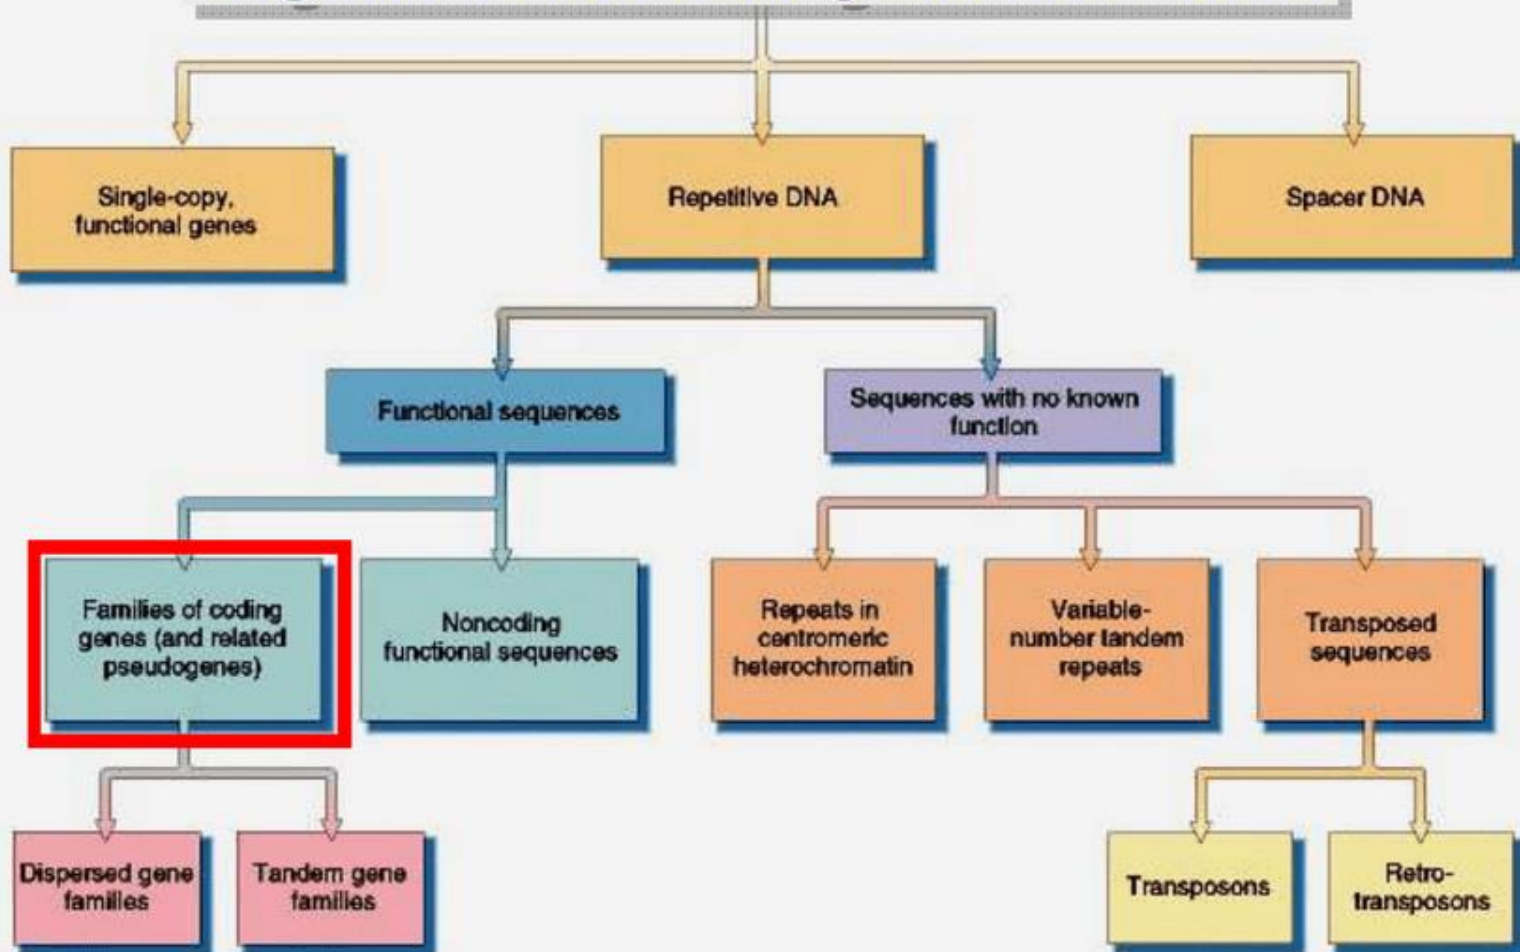 Single-copy,
functional genes
Repetitive DNA
Spacer DNA
Functional sequences
Sequences with no known
function
Families of coding
genes (and related
pseudogenes)
Noncoding
functional sequences
Repeats in
centromeric
heterochromatin
Variable-
number tandem
repeats
Transposed
sequences
Dispersed gene
families
Tandem gene
families
Transposons
Retro-
transposons